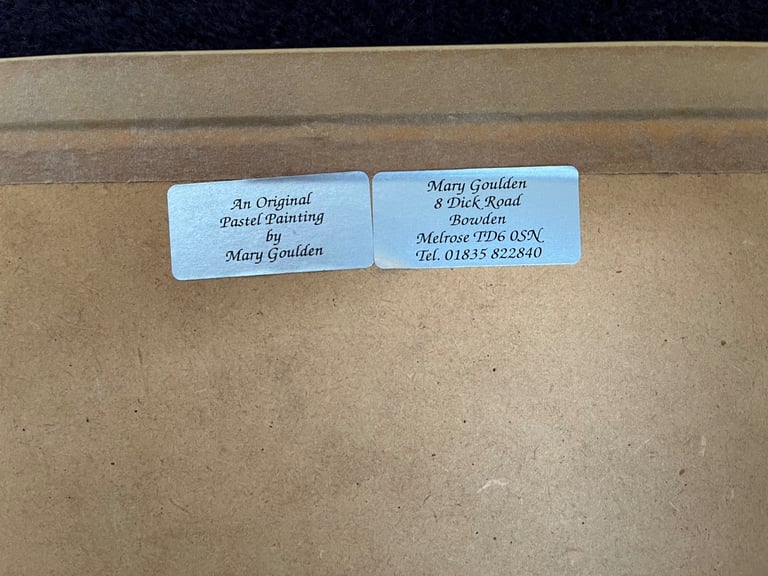 An Original
Pastel Painting
by
Mary Goulden
Mary Goulden
8 Dick Road
Bowden
Melrose TD6 0SN
Tel. 01835 822840